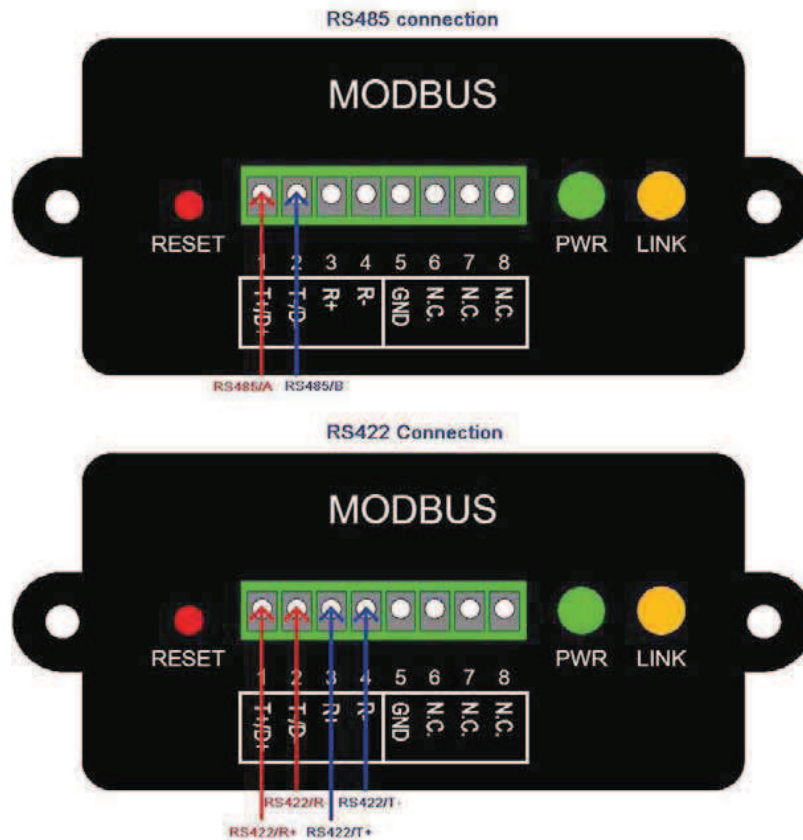 RS485 connection
MODBUS
RESET
PWR
LINK
1 2 3 4 5 6 7 8
T+/D+
T-/D-
R+
R-
GND
N.C.
N.C.
N.C.
RS485/A RS485/B
RS422 Connection
MODBUS
RESET
PWR
LINK
1 2 3 4 5 6 7 8
T+/D+
T-/D-
R+
R-
GND
N.C.
N.C.
N.C.
RS422/R- RS422/T-
RS422/R+ RS422/T+